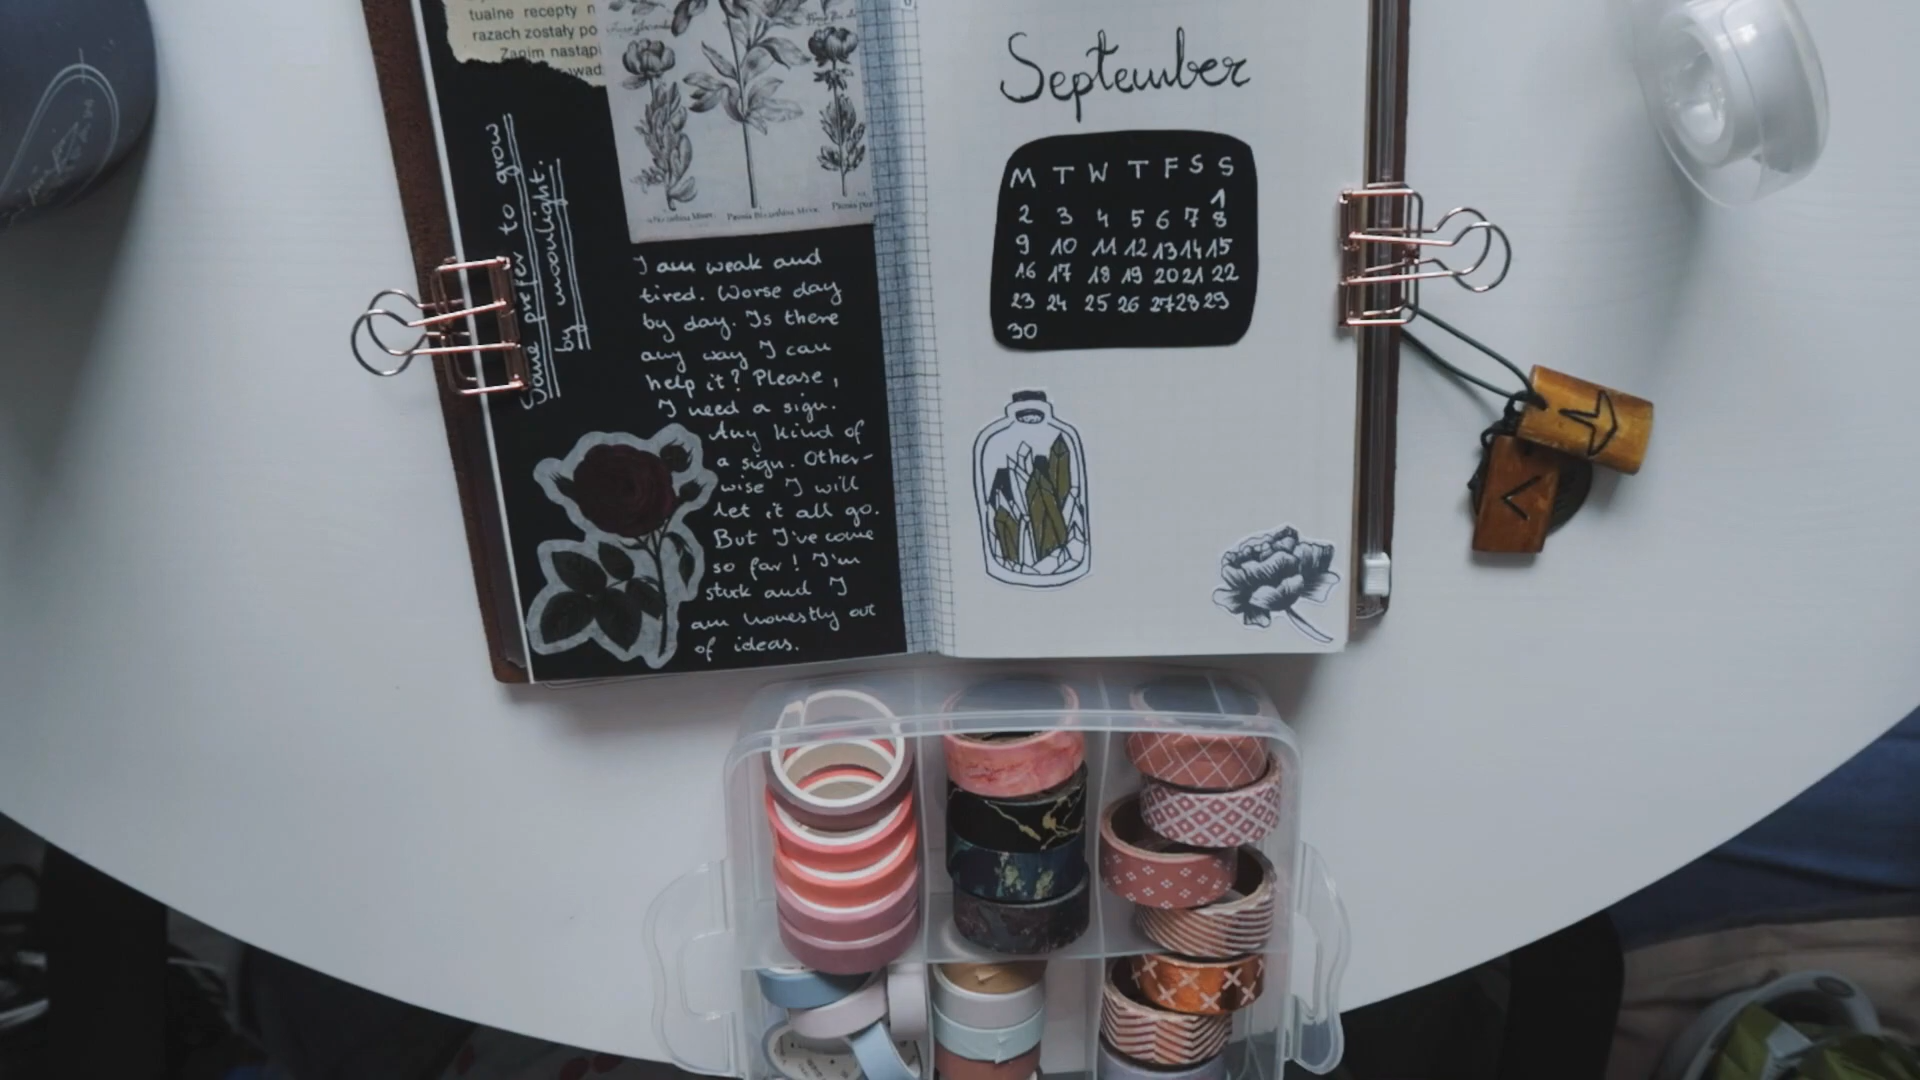 tualne recepty n
razach zostały po
Zanim nastąpi
wad
Some prefer to grow
by moonlight.
I am weak and
tired. Worse day
by day. Is there
any way I can
help it? Please,
I need a sign.
Any kind of
a sign. Other-
wise I will
let it all go.
But I've come
so far! I'm
stuck and I
am honestly out
of ideas.
September
M T W T F S S
1
2 3 4 5 6 7 8
9 10 11 12 13 14 15
16 17 18 19 20 21 22
23 24 25 26 27 28 29
30